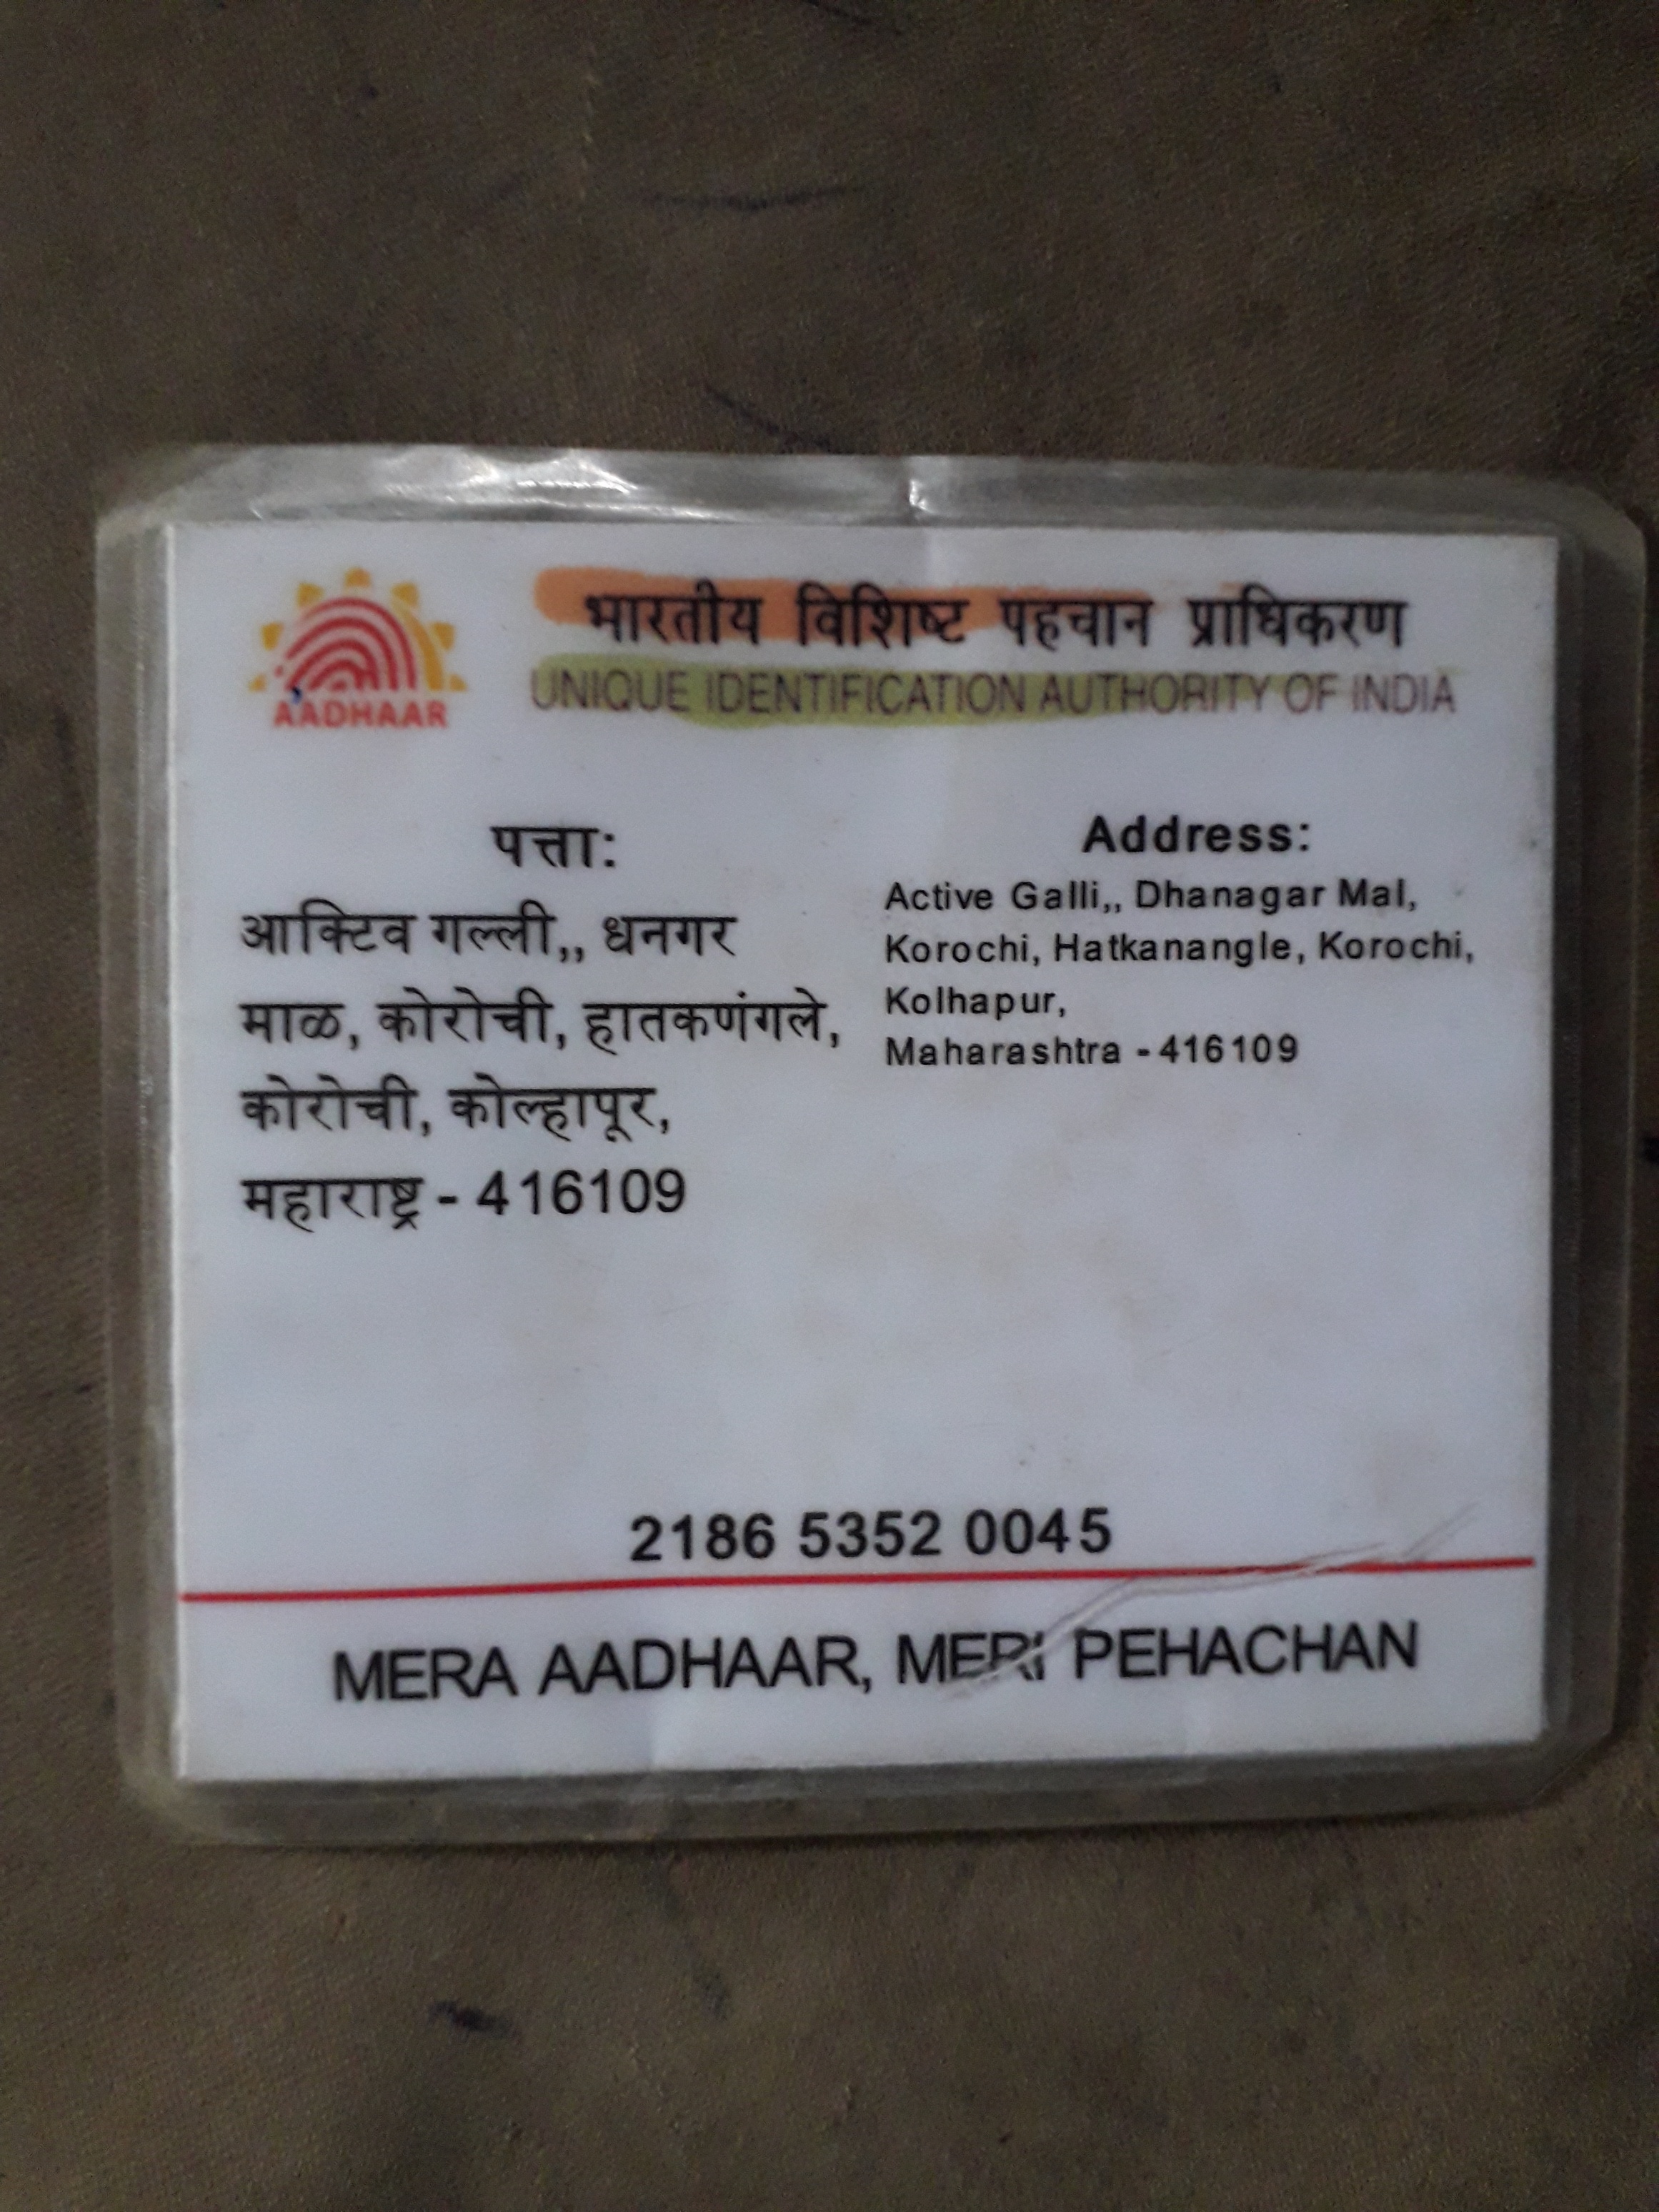 भारतीय विशिष्ट पहचान प्राधिकरण
UNIQUE IDENTIFICATION AUTHORITY OF INDIA
AADHAAR
पत्ता:
आक्टिव गल्ली,, धनगर
माळ, कोरोची, हातकणंगले,
कोरोची, कोल्हापूर,
महाराष्ट्र - 416109
Address:
Active Galli,, Dhanagar Mal,
Korochi, Hatkanangle, Korochi,
Kolhapur,
Maharashtra - 416109
2186 5352 0045
MERA AADHAAR, MERI PEHACHAN